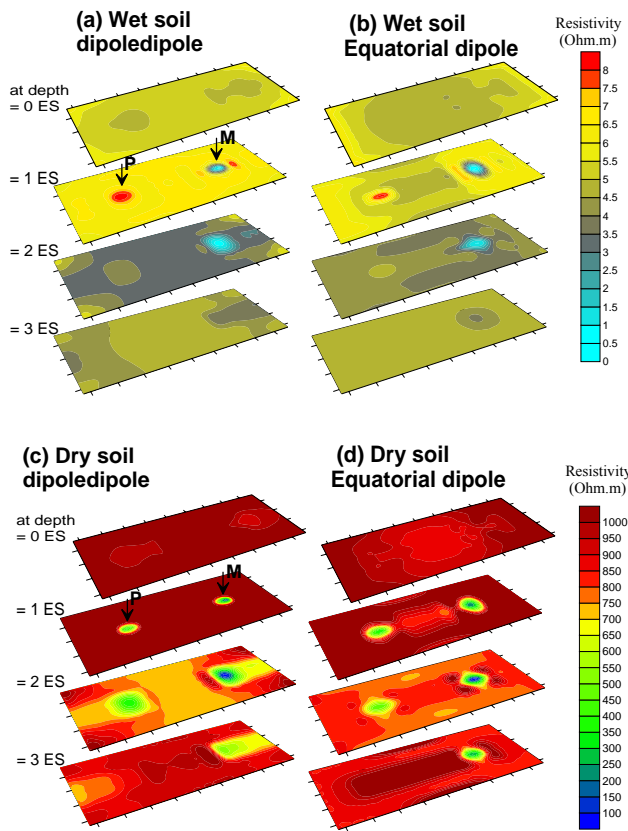 (a) Wet soil
dipoledipole
(b) Wet soil
Equatorial dipole
Resistivity
(Ohm.m)
at depth
= 0 ES
= 1 ES
= 2 ES
= 3 ES
P
M
8
7.5
7
6.5
6
5.5
5
4.5
4
3.5
3
2.5
2
1.5
1
0.5
0
(c) Dry soil
dipoledipole
(d) Dry soil
Equatorial dipole
Resistivity
(Ohm.m)
at depth
= 0 ES
= 1 ES
= 2 ES
= 3 ES
P
M
1000
950
900
850
800
750
700
650
600
550
500
450
400
350
300
250
200
150
100